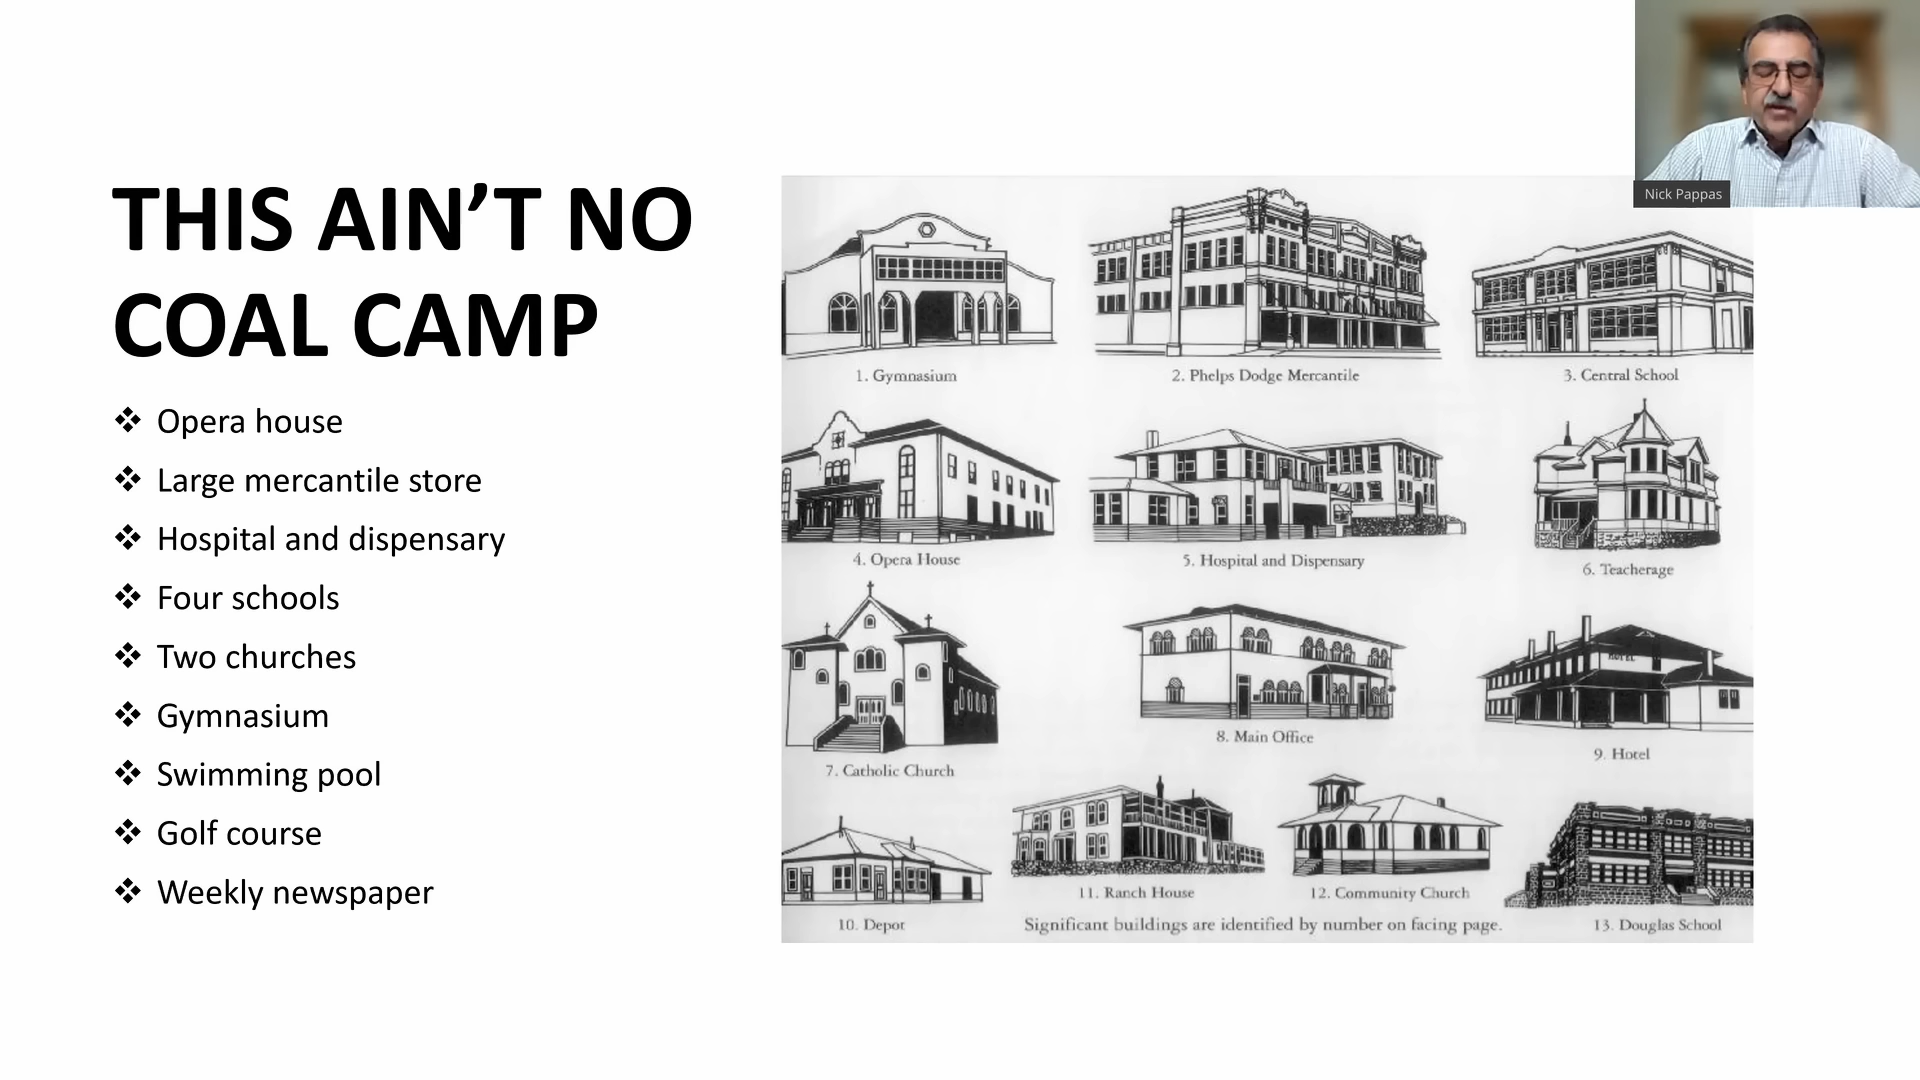 Nick Pappas
THIS AIN’T NO
COAL CAMP
❖ Opera house
❖ Large mercantile store
❖ Hospital and dispensary
❖ Four schools
❖ Two churches
❖ Gymnasium
❖ Swimming pool
❖ Golf course
❖ Weekly newspaper
1. Gymnasium
2. Phelps Dodge Mercantile
3. Central School
4. Opera House
5. Hospital and Dispensary
6. Teacherage
7. Catholic Church
8. Main Office
HOTEL
9. Hotel
10. Depot
11. Ranch House
12. Community Church
13. Douglas School
Significant buildings are identified by number on facing page.